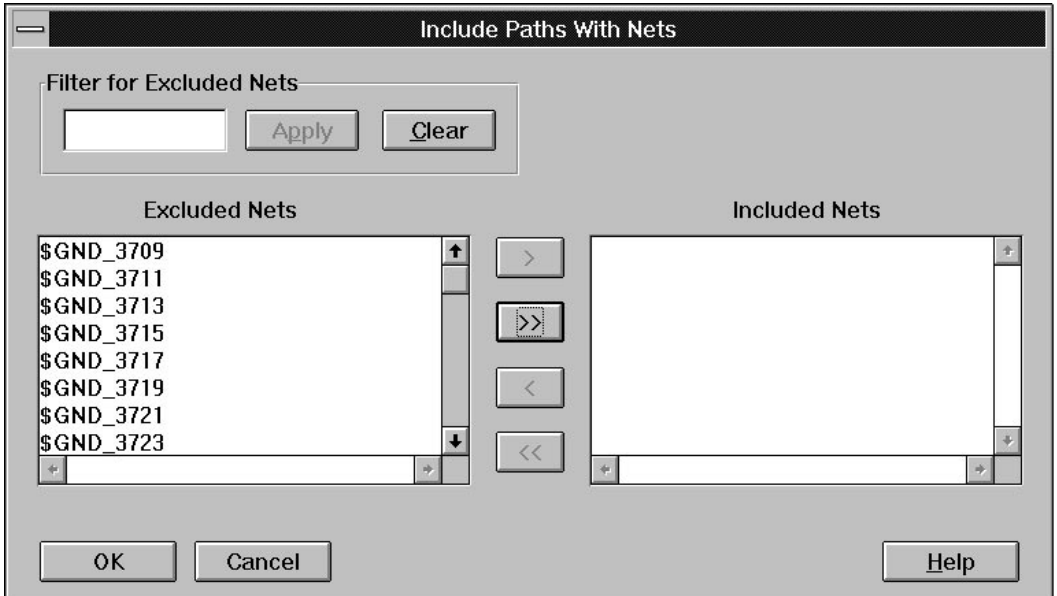 Include Paths With Nets
Filter for Excluded Nets
Apply
Clear
Excluded Nets
Included Nets
$GND_3709
$GND_3711
$GND_3713
$GND_3715
$GND_3717
$GND_3719
$GND_3721
$GND_3723
>
>>
<
<<
OK
Cancel
Help